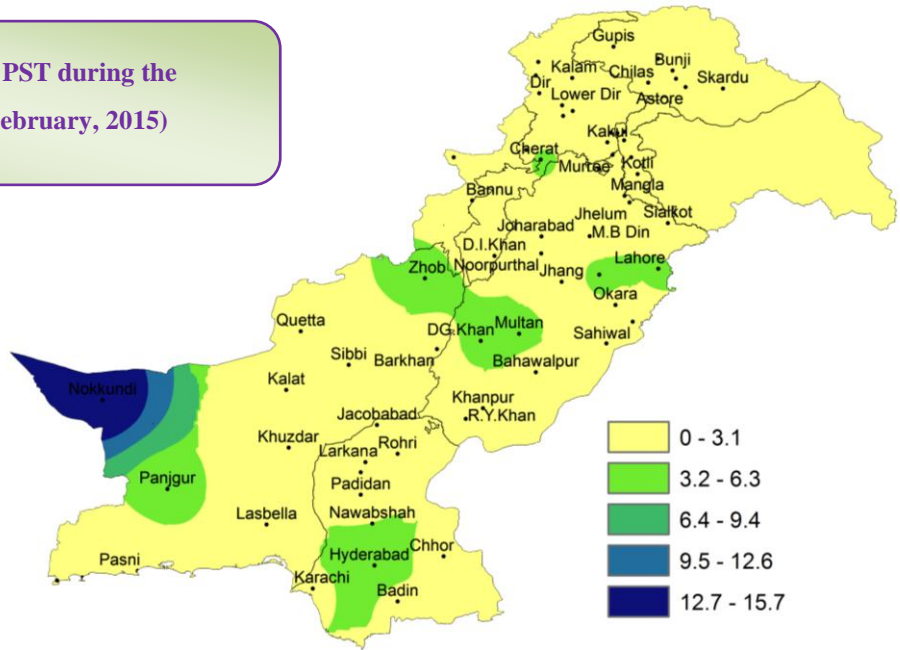 PST during the
ebruary, 2015)
Gupis
Bunji
Kalam
Chilas
Skardu
Dir
Lower Dir
Astore
Kakul
Cherat
Murree
Kotli
Bannu
Mangla
Jhelum
Sialkot
Joharabad
M.B Din
D.I.Khan
Zhob
Noorpurthal
Jhang
Lahore
Okara
Quetta
DG.Khan
Multan
Sahiwal
Sibbi
Barkhan
Bahawalpur
Nokkundi
Kalat
Khanpur
Jacobabad
R.Y.Khan
Khuzdar
Larkana
Rohri
0 - 3.1
Panjgur
Padidan
3.2 - 6.3
Lasbella
Nawabshah
6.4 - 9.4
Hyderabad
Chhor
Pasni
9.5 - 12.6
Karachi
Badin
12.7 - 15.7